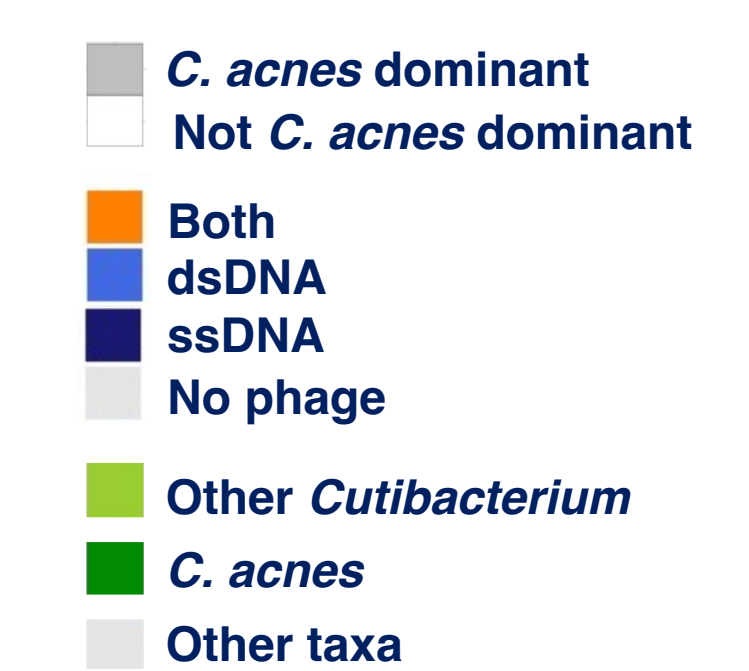 C. acnes dominant
Not C. acnes dominant
Both
dsDNA
ssDNA
No phage
Other Cutibacterium
C. acnes
Other taxa